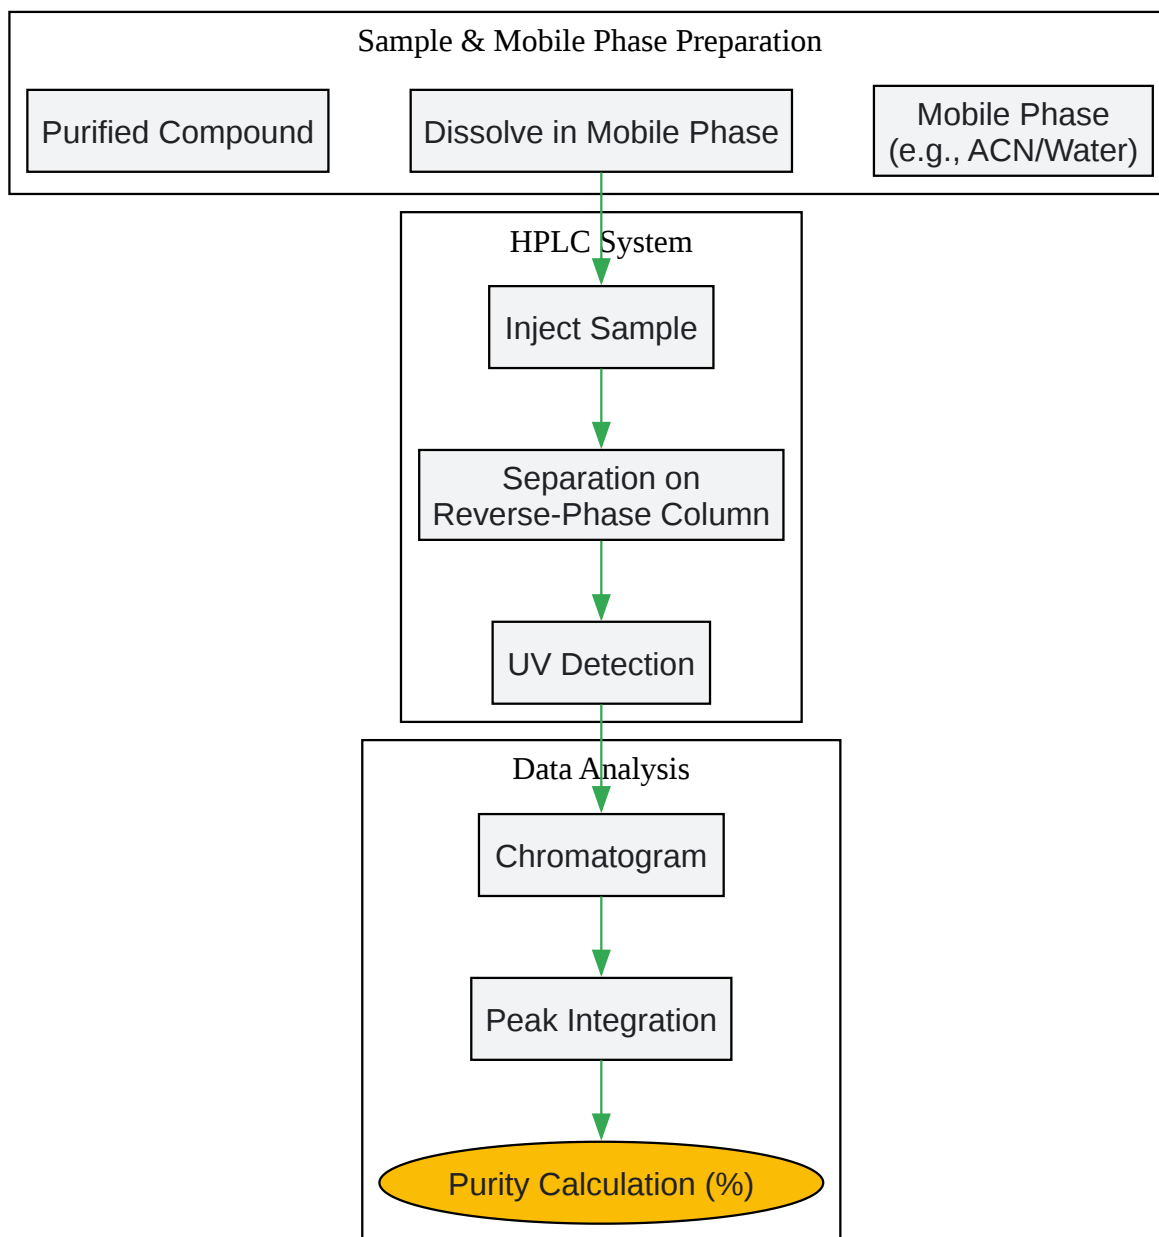 Sample & Mobile Phase Preparation
Purified Compound
Dissolve in Mobile Phase
Mobile Phase
(e.g., ACN/Water)
HPLC System
Inject Sample
Separation on
Reverse-Phase Column
UV Detection
Data Analysis
Chromatogram
Peak Integration
Purity Calculation (%)